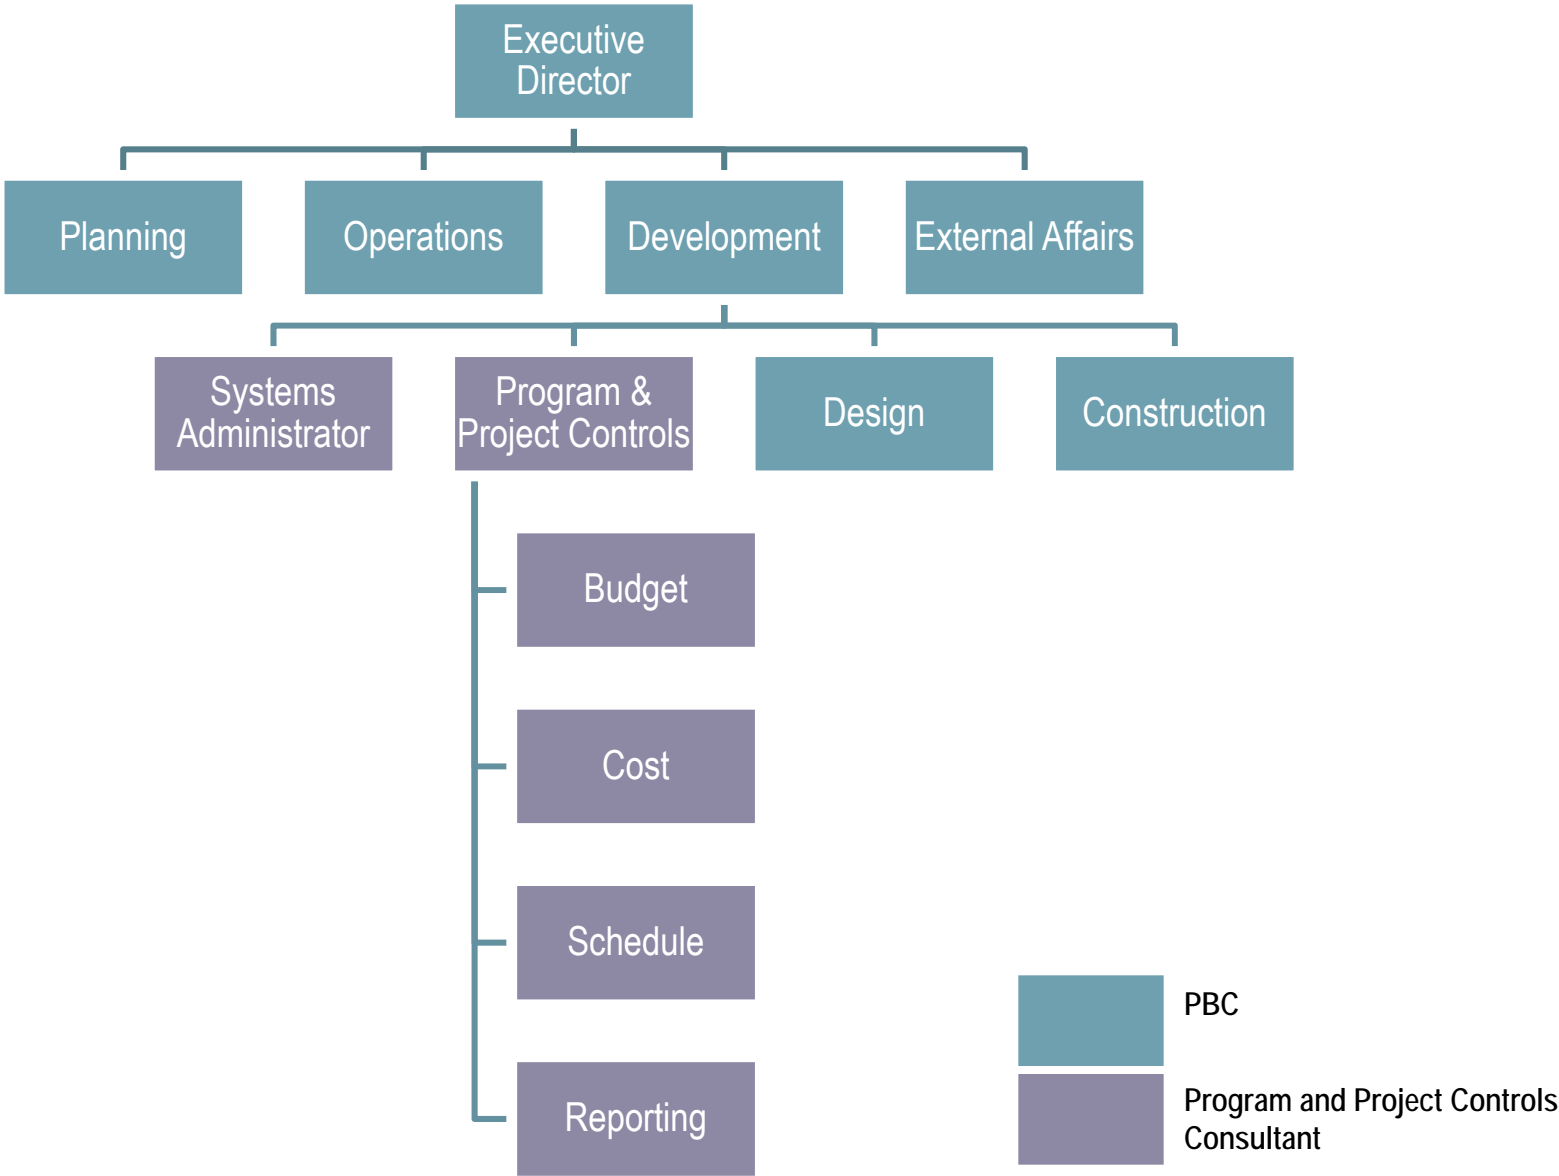 Executive
Director
Planning
Operations
Development
External Affairs
Systems
Administrator
Program &
Project Controls
Design
Construction
Budget
Cost
Schedule
Reporting
PBC
Program and Project Controls
Consultant